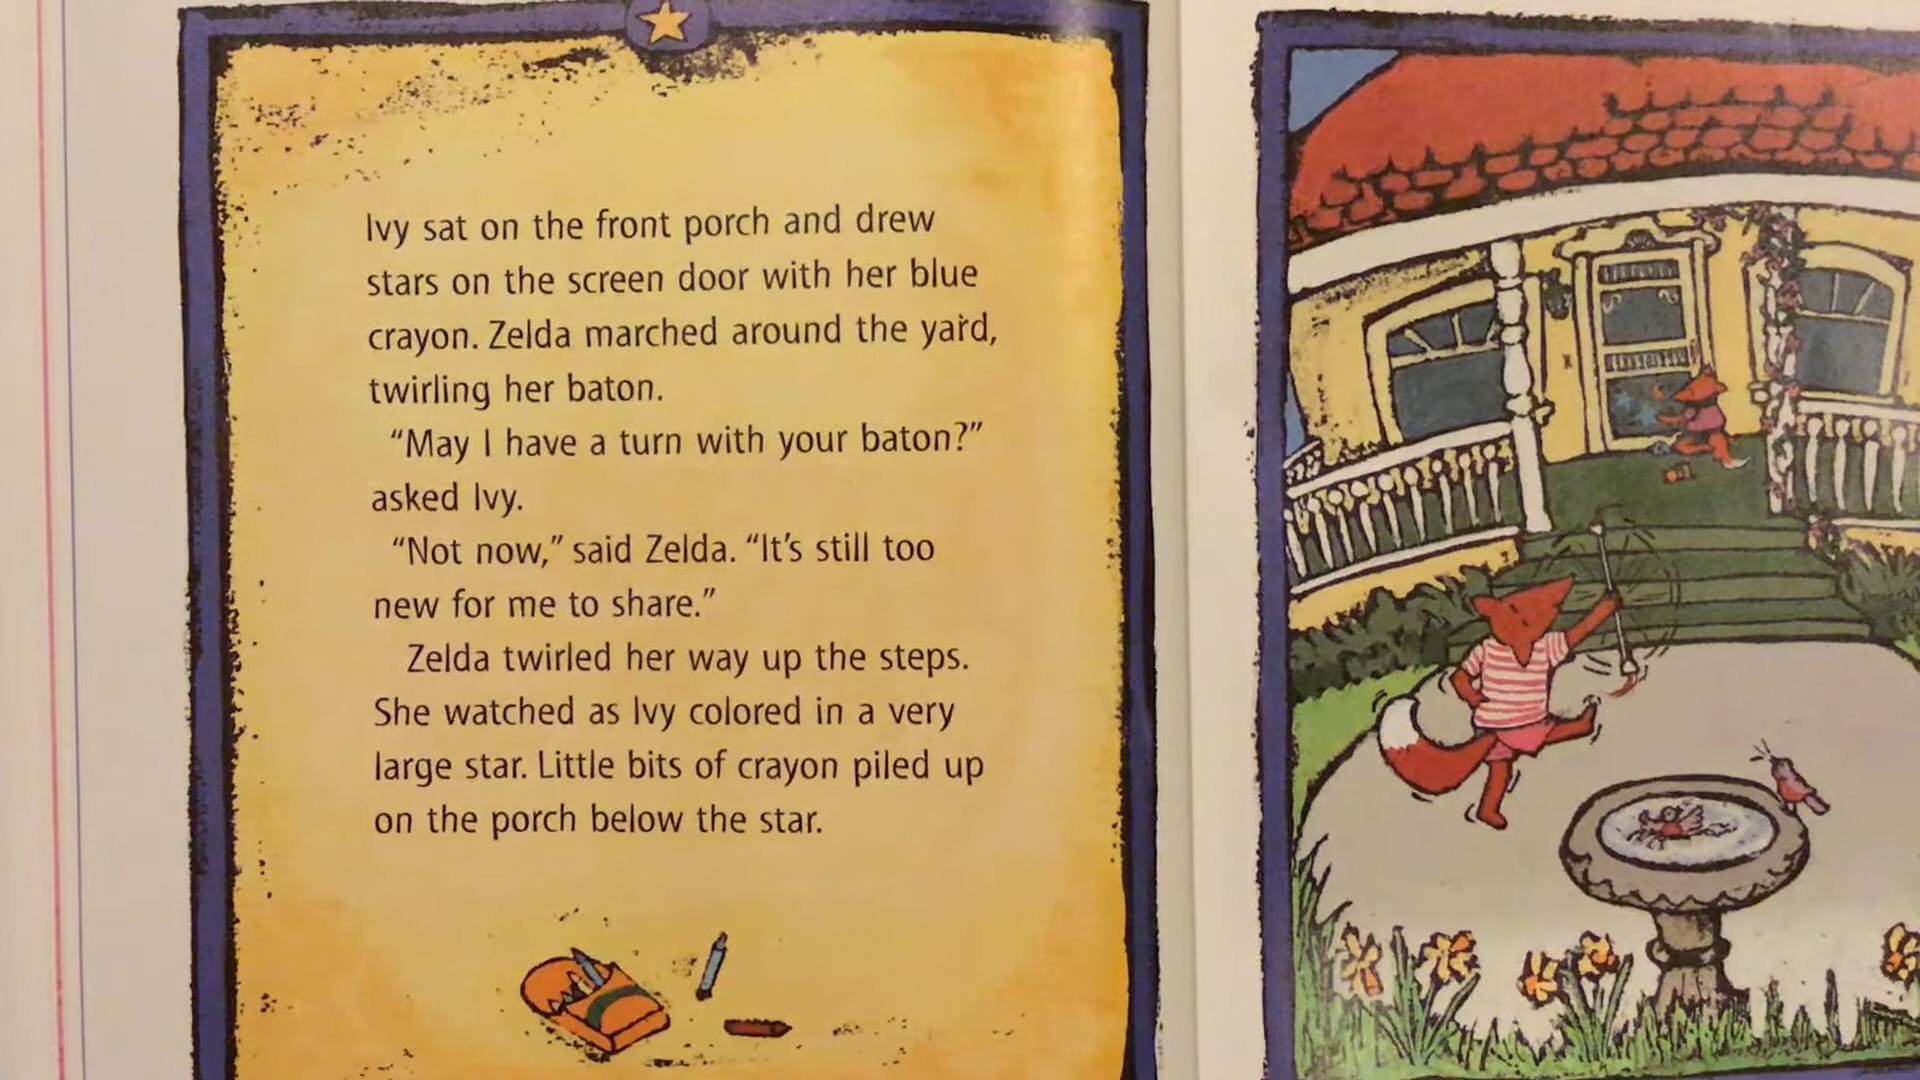 Ivy sat on the front porch and drew
stars on the screen door with her blue
crayon. Zelda marched around the yard,
twirling her baton.
“May I have a turn with your baton?”
asked Ivy.
“Not now,” said Zelda. “It’s still too
new for me to share.”
Zelda twirled her way up the steps.
She watched as Ivy colored in a very
large star. Little bits of crayon piled up
on the porch below the star.